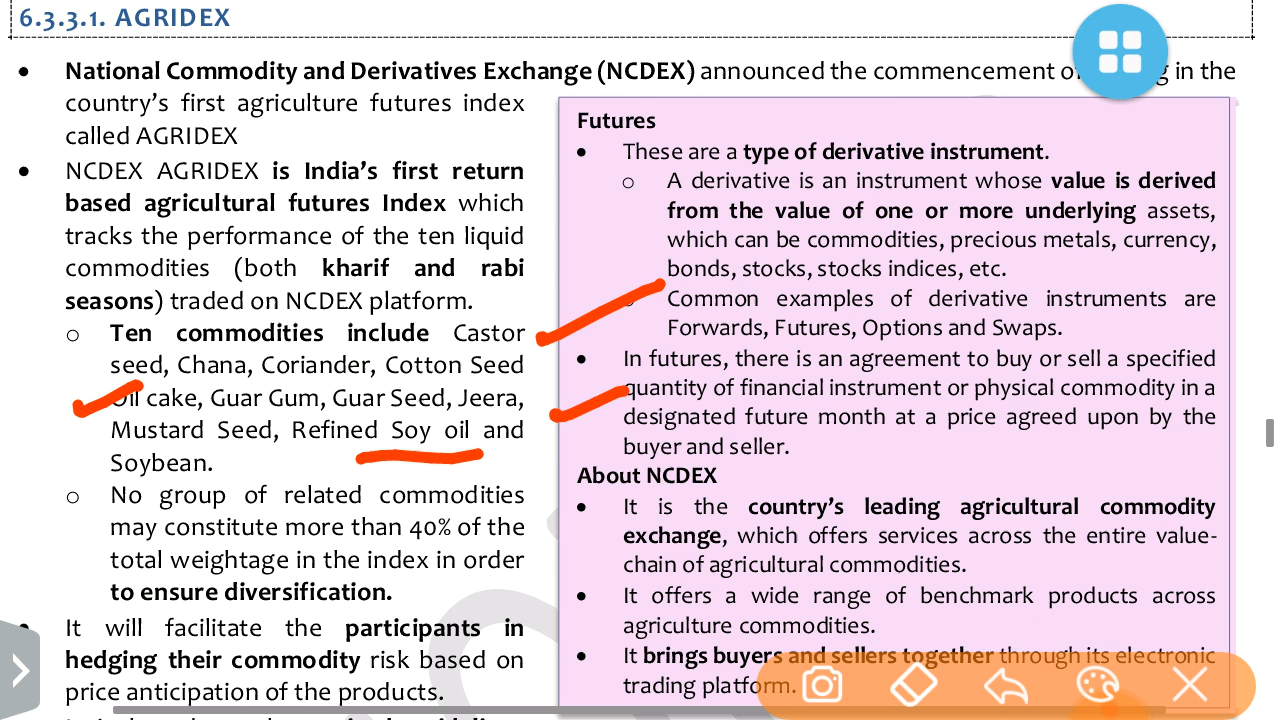 6.3.3.1. AGRIDEX
• National Commodity and Derivatives Exchange (NCDEX) announced the commencement in the
country's first agriculture futures index
called AGRIDEX
• NCDEX AGRIDEX is India's first return
based agricultural futures Index which
tracks the performance of the ten liquid
commodities (both kharif and rabi
seasons) traded on NCDEX platform.
o Ten commodities include Castor
seed, Chana, Coriander, Cotton Seed
Oil cake, Guar Gum, Guar Seed, Jeera,
Mustard Seed, Refined Soy oil and
Soybean.
o No group of related commodities
may constitute more than 40% of the
total weightage in the index in order
to ensure diversification.
• It will facilitate the participants in
hedging their commodity risk based on
price anticipation of the products.
Futures
• These are a type of derivative instrument.
o A derivative is an instrument whose value is derived
from the value of one or more underlying assets,
which can be commodities, precious metals, currency,
bonds, stocks, stocks indices, etc.
o Common examples of derivative instruments are
Forwards, Futures, Options and Swaps.
• In futures, there is an agreement to buy or sell a specified
quantity of financial instrument or physical commodity in a
designated future month at a price agreed upon by the
buyer and seller.
About NCDEX
• It is the country's leading agricultural commodity
exchange, which offers services across the entire value-
chain of agricultural commodities.
• It offers a wide range of benchmark products across
agriculture commodities.
• It brings buyers and sellers together through its electronic
trading platform.